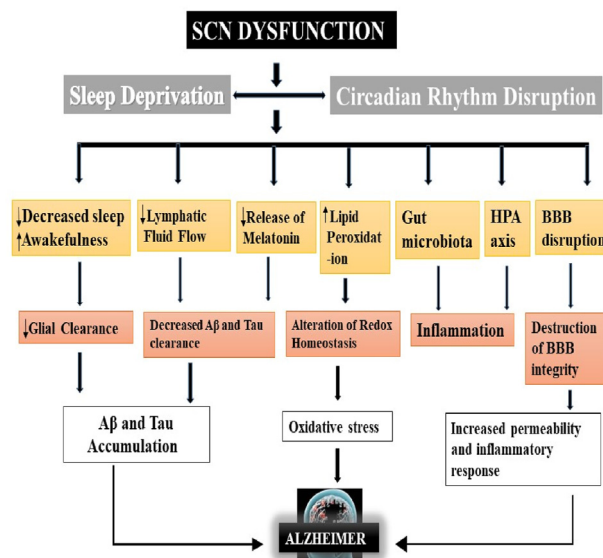 SCN DYSFUNCTION
Sleep Deprivation
Circadian Rhythm Disruption
↓Decreased sleep
↑Awakefulness
↓Lymphatic
Fluid Flow
↓Release of
Melatonin
↑Lipid
Peroxidat
-ion
Gut
microbiota
HPA
axis
BBB
disruption
↓Glial Clearance
Decreased Aβ and Tau
clearance
Alteration of Redox
Homeostasis
Inflammation
Destruction
of BBB
integrity
Aβ and Tau
Accumulation
Oxidative stress
Increased permeability
and inflammatory
response
ALZHEIMER